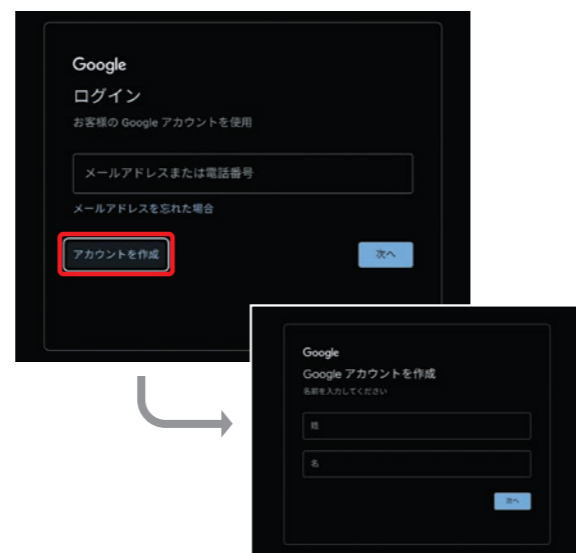 Google
ログイン
お客様の Google アカウントを使用
メールアドレスまたは電話番号
メールアドレスを忘れた場合
アカウントを作成
次へ
Google
Google アカウントを作成
名前を入力してください
姓
名
次へ